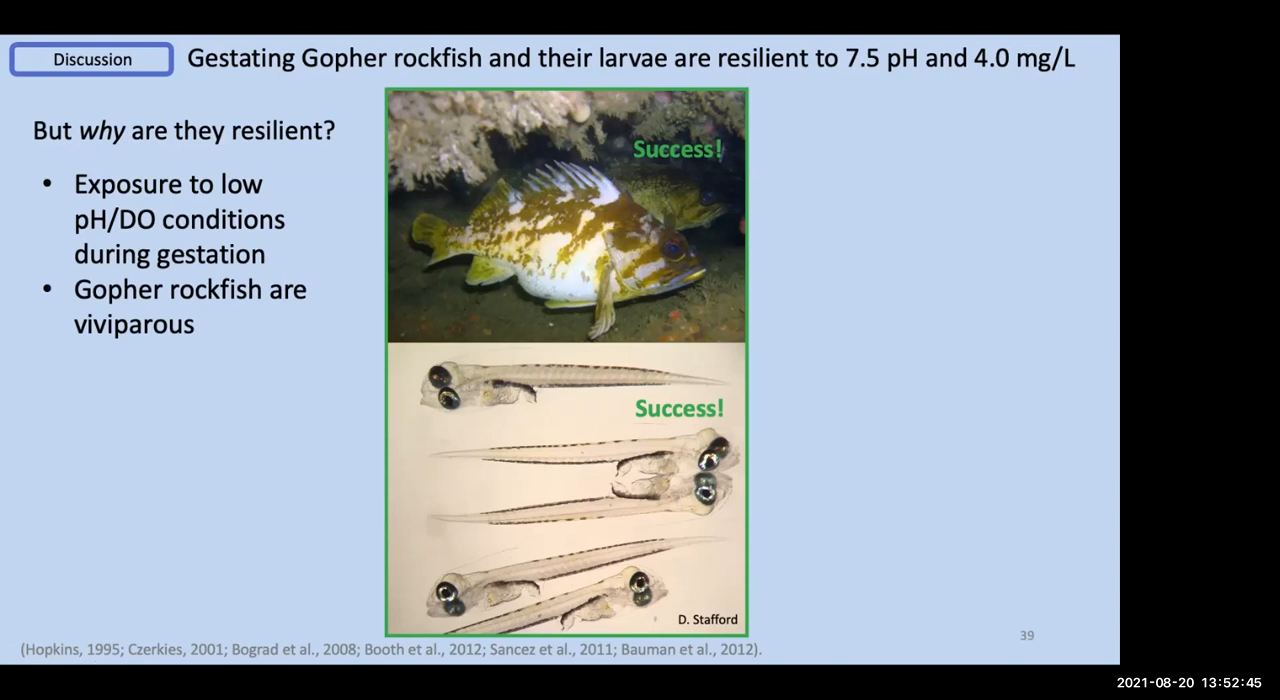 Discussion
Gestating Gopher rockfish and their larvae are resilient to 7.5 pH and 4.0 mg/L
But why are they resilient?
• Exposure to low
pH/DO conditions
during gestation
• Gopher rockfish are
viviparous
Success!
Success!
D. Stafford
39
(Hopkins, 1995; Czerkies, 2001; Bograd et al., 2008; Booth et al., 2012; Sancez et al., 2011; Bauman et al., 2012).
2021-08-20 13:52:45